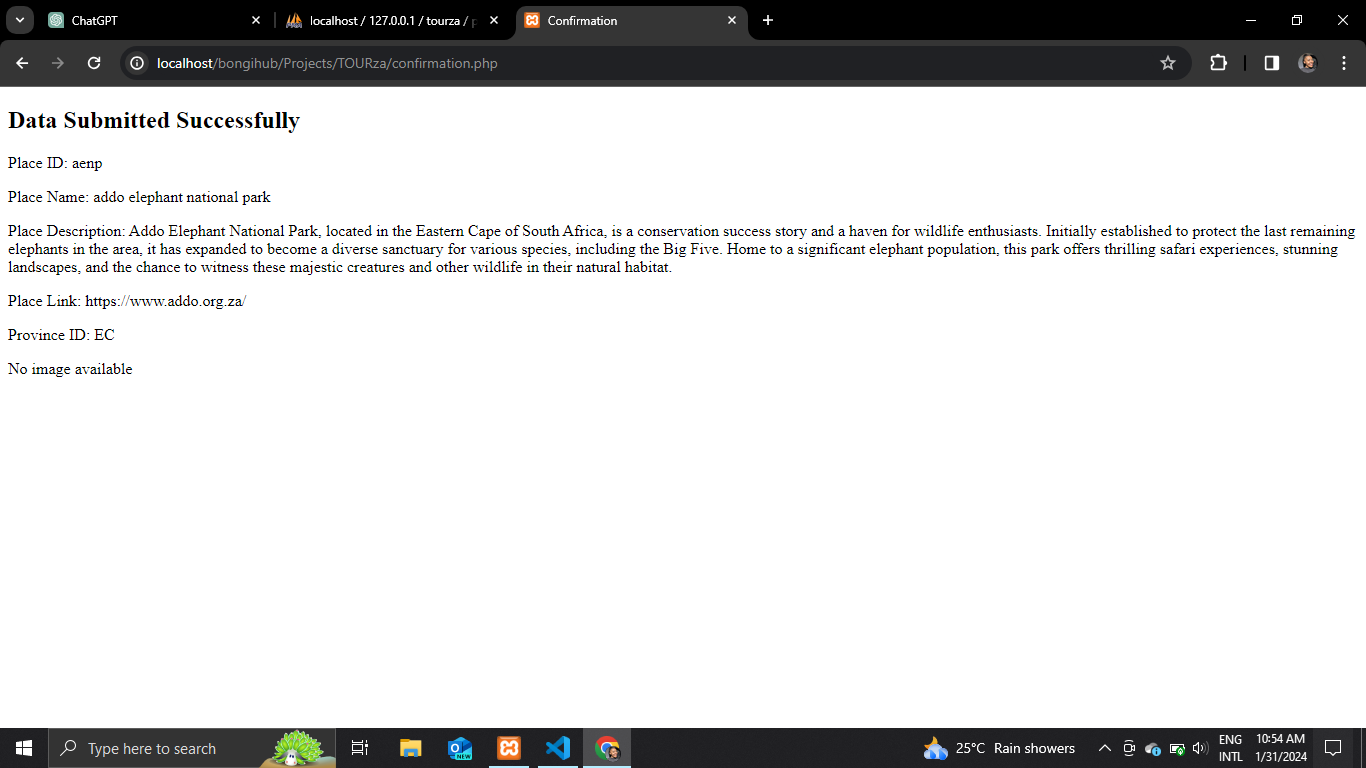 ChatGPT
localhost / 127.0.0.1 / tourza /
Confirmation
localhost/bongihub/Projects/TOURza/confirmation.php
Data Submitted Successfully
Place ID: aenp
Place Name: addo elephant national park
Place Description: Addo Elephant National Park, located in the Eastern Cape of South Africa, is a conservation success story and a haven for wildlife enthusiasts. Initially established to protect the last remaining
elephants in the area, it has expanded to become a diverse sanctuary for various species, including the Big Five. Home to a significant elephant population, this park offers thrilling safari experiences, stunning
landscapes, and the chance to witness these majestic creatures and other wildlife in their natural habitat.
Place Link: https://www.addo.org.za/
Province ID: EC
No image available
Type here to search
NEW
25°C Rain showers
ENG
INTL
10:54 AM
1/31/2024